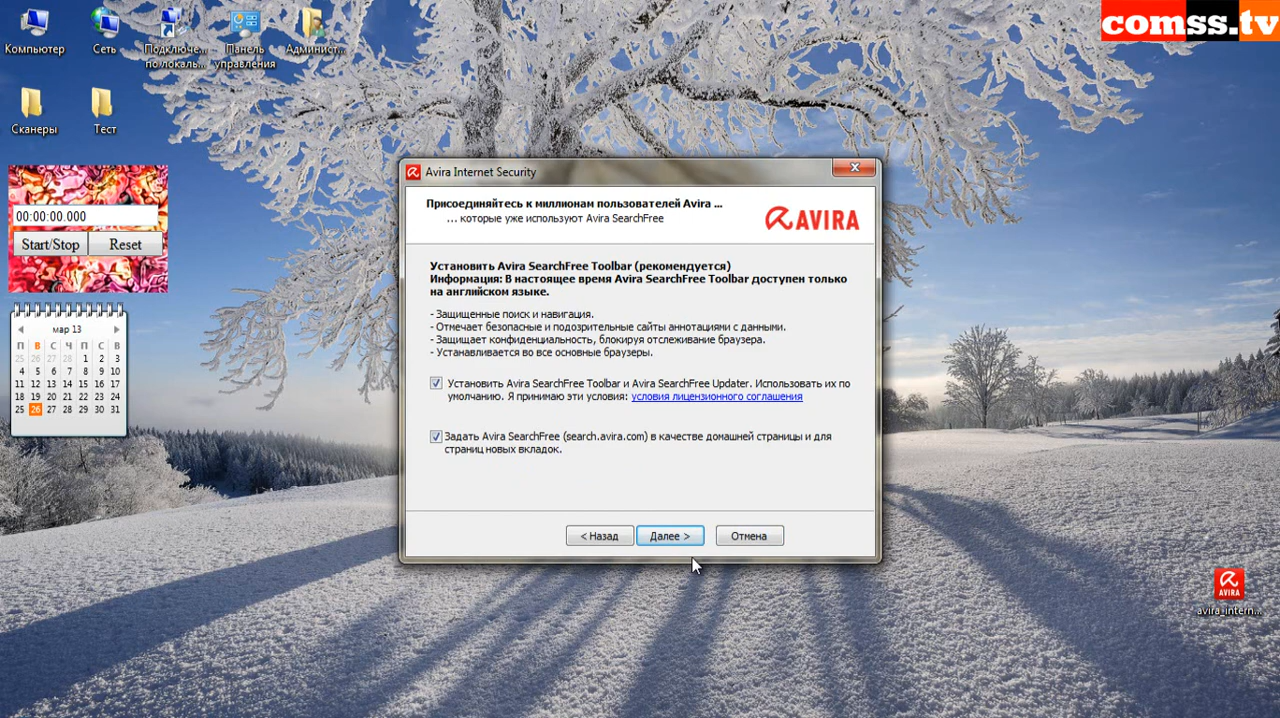 comss.tv
Компьютер
Сеть
Подключе...
по локаль...
Панель
управления
Админист...
Сканеры
Тест
00:00:00.000
Start/Stop Reset
мар 13
П В С Ч П С В
25 26 27 28 1 2 3
4 5 6 7 8 9 10
11 12 13 14 15 16 17
18 19 20 21 22 23 24
25 26 27 28 29 30 31
Avira Internet Security
Присоединяйтесь к миллионам пользователей Avira ...
... которые уже используют Avira SearchFree
AVIRA
Установить Avira SearchFree Toolbar (рекомендуется)
Информация: В настоящее время Avira SearchFree Toolbar доступен только
на английском языке.
- Защищенные поиск и навигация.
- Отмечает безопасные и подозрительные сайты аннотациями с данными.
- Защищает конфиденциальность, блокируя отслеживание браузера.
- Устанавливается во все основные браузеры.
Установить Avira SearchFree Toolbar и Avira SearchFree Updater. Использовать их по
умолчанию. Я принимаю эти условия: условия лицензионного соглашения
Задать Avira SearchFree (search.avira.com) в качестве домашней страницы и для
страниц новых вкладок.
< Назад Далее > Отмена
AVIRA
avira_intern...